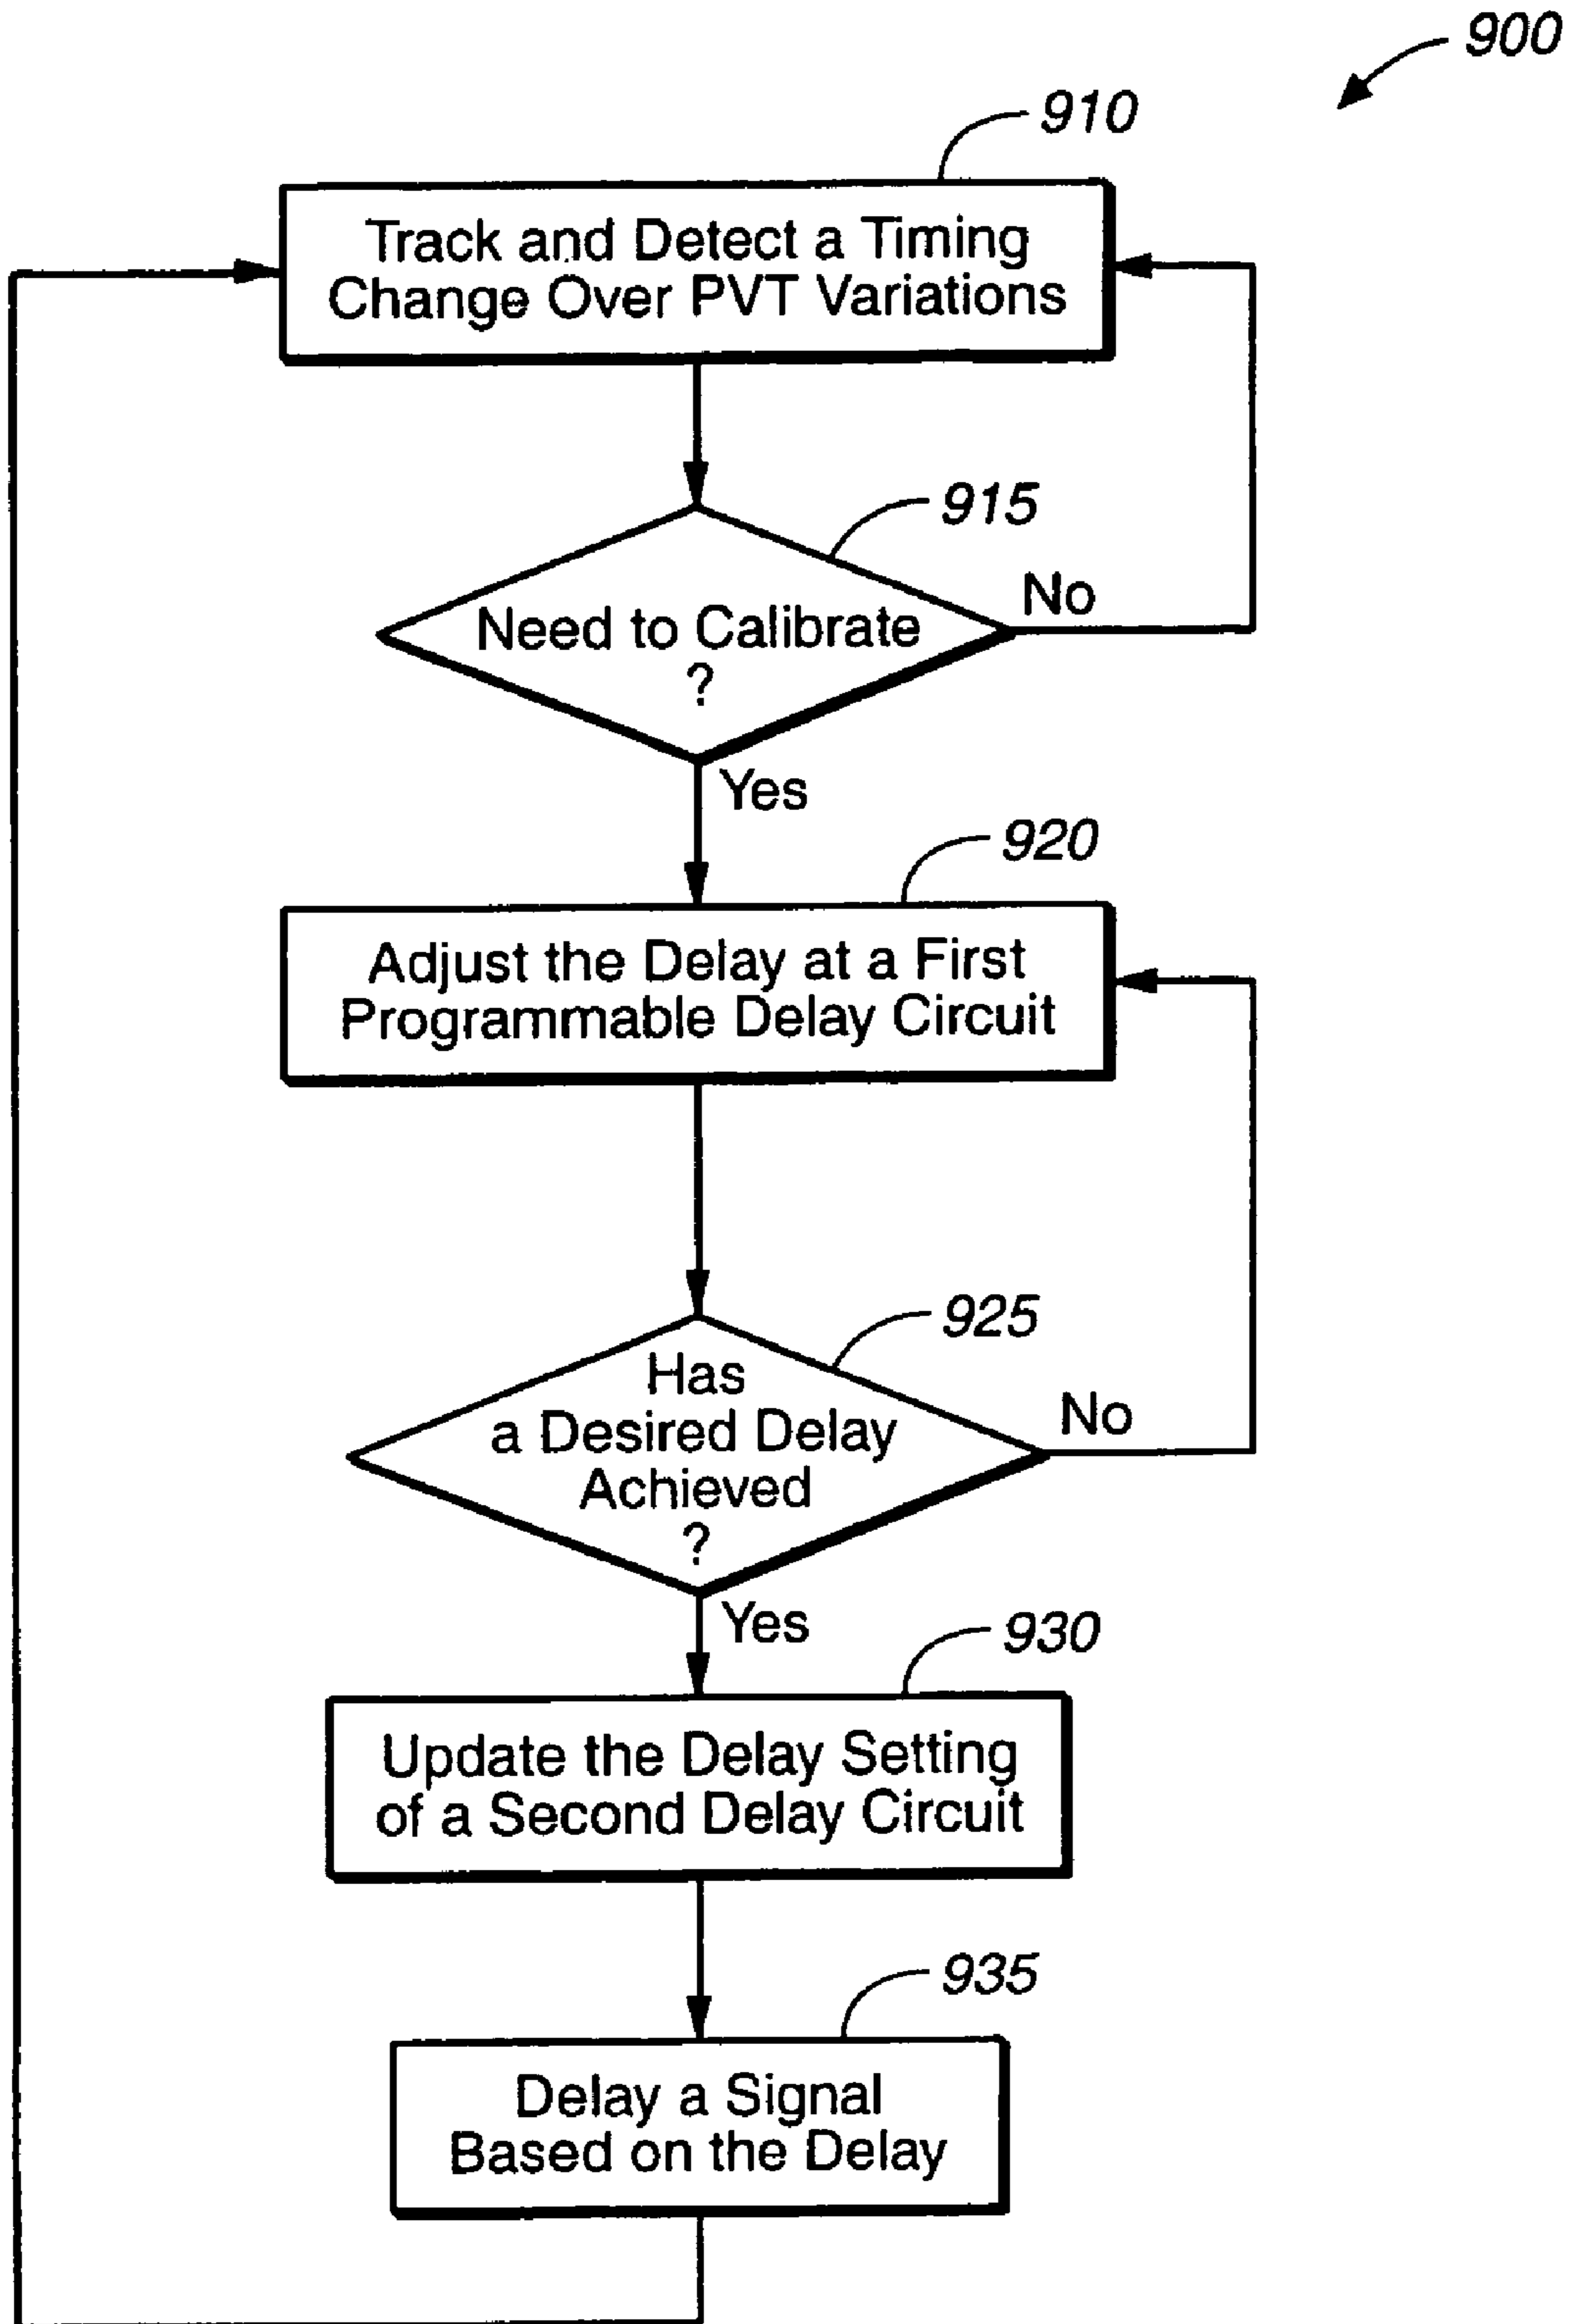 900
910
Track and Detect a Timing
Change Over PVT Variations
915
Need to Calibrate
?
No
Yes
920
Adjust the Delay at a First
Programmable Delay Circuit
925
Has
a Desired Delay
Achieved
?
No
Yes
930
Update the Delay Setting
of a Second Delay Circuit
935
Delay a Signal
Based on the Delay